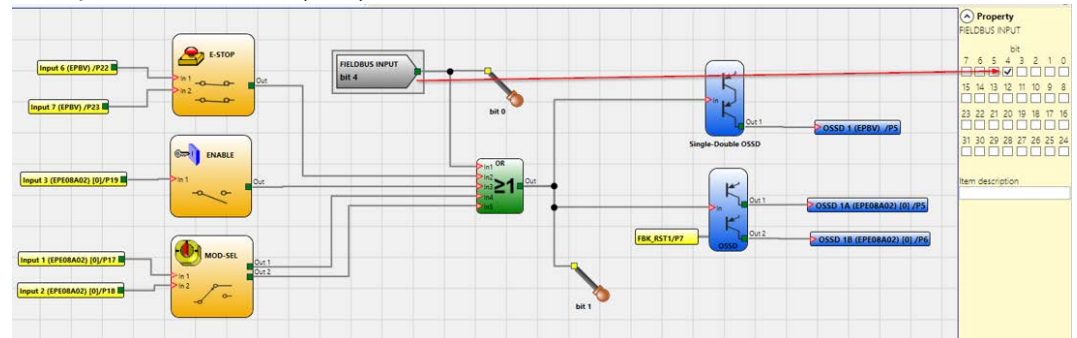 Property
FIELDBUS INPUT
bit
7 6 5 4 3 2 1 0
15 14 13 12 11 10 9 8
23 22 21 20 19 18 17 16
31 30 29 28 27 26 25 24
Item description
E-STOP
Input 6 (EPBV) /P22
In 1
Out
In 2
Input 7 (EPBV) /P23
FIELDBUS INPUT
bit 4
bit 0
In
Out 1
OSSD 1 (EPBV) /P5
Single-Double OSSD
ENABLE
Input 3 (EPE08A02) [0]/P19
In 1
Out
OR
In1
In2
In3
In4
In5
≥1
Out
In
Out 1
OSSD 1A (EPE08A02) [0] /P5
FBK_RST1/P7
Out 2
OSSD 1B (EPE08A02) [0] /P6
OSSD
MOD-SEL
Input 1 (EPE08A02) [0]/P17
In 1
Out 1
Out 2
In 2
Input 2 (EPE08A02) [0]/P18
bit 1